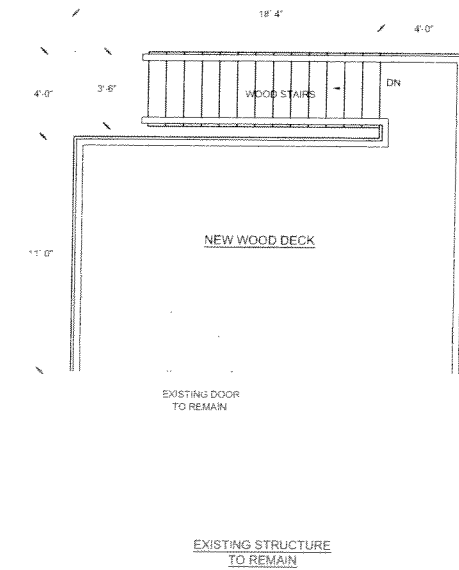 18'-4"
4'-0"
4'-0"
3'-6"
WOOD STAIRS
DN
NEW WOOD DECK
11'-0"
EXISTING DOOR
TO REMAIN
EXISTING STRUCTURE
TO REMAIN